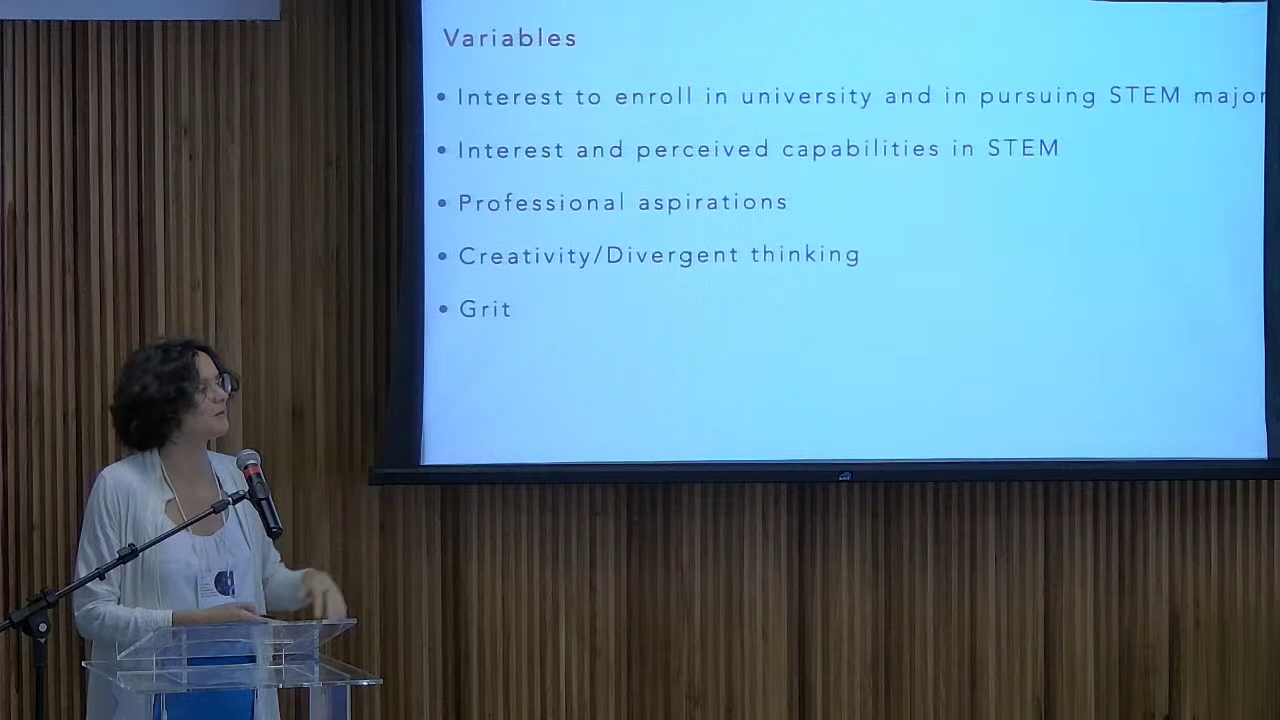 Variables
• Interest to enroll in university and in pursuing STEM major
• Interest and perceived capabilities in STEM
• Professional aspirations
• Creativity/Divergent thinking
• Grit